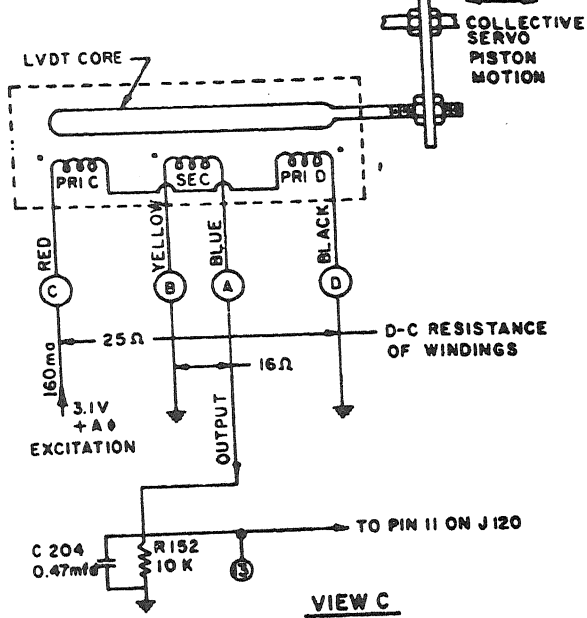 COLLECTIVE
SERVO
PISTON
MOTION
LVDT CORE
PRI C
SEC
PRI D
RED
YELLOW
BLUE
BLACK
C
B
A
D
25Ω
D-C RESISTANCE
OF WINDINGS
16Ω
160ma
3.1V
+ A ϕ
EXCITATION
OUTPUT
TO PIN 11 ON J120
C 204
0.47mfd
R152
10 K
13
VIEW C